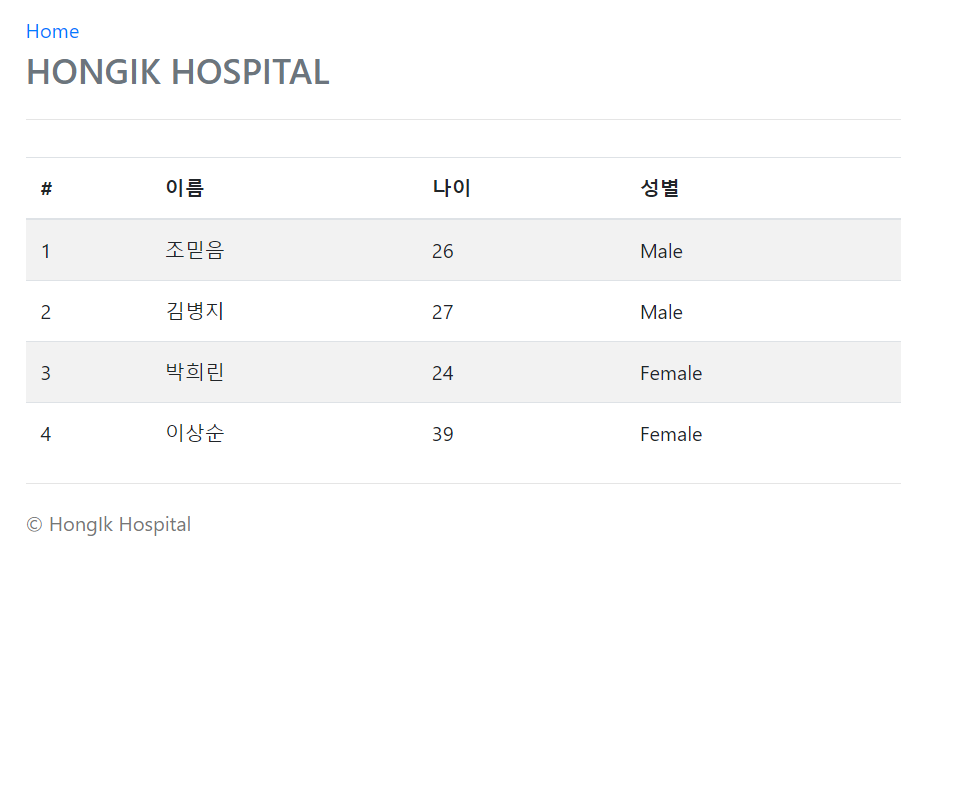 Home
HONGIK HOSPITAL
# 이름 나이 성별
1 조믿음 26 Male
2 김병지 27 Male
3 박희린 24 Female
4 이상순 39 Female
© HongIk Hospital